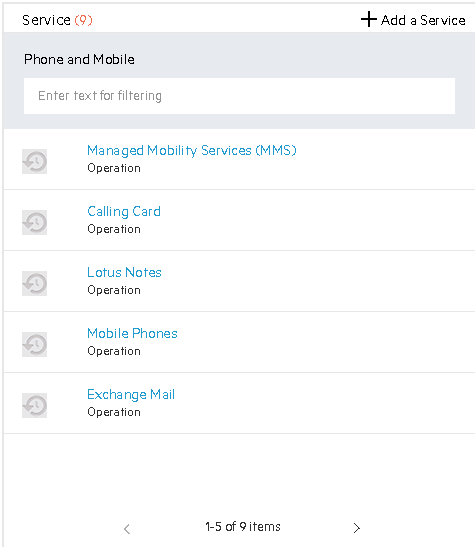 Service (9)
Add a Service
Phone and Mobile
Enter text for filtering
Managed Mobility Services (MMS)
Operation
Calling Card
Operation
Lotus Notes
Operation
Mobile Phones
Operation
Exchange Mail
Operation
1-5 of 9 items